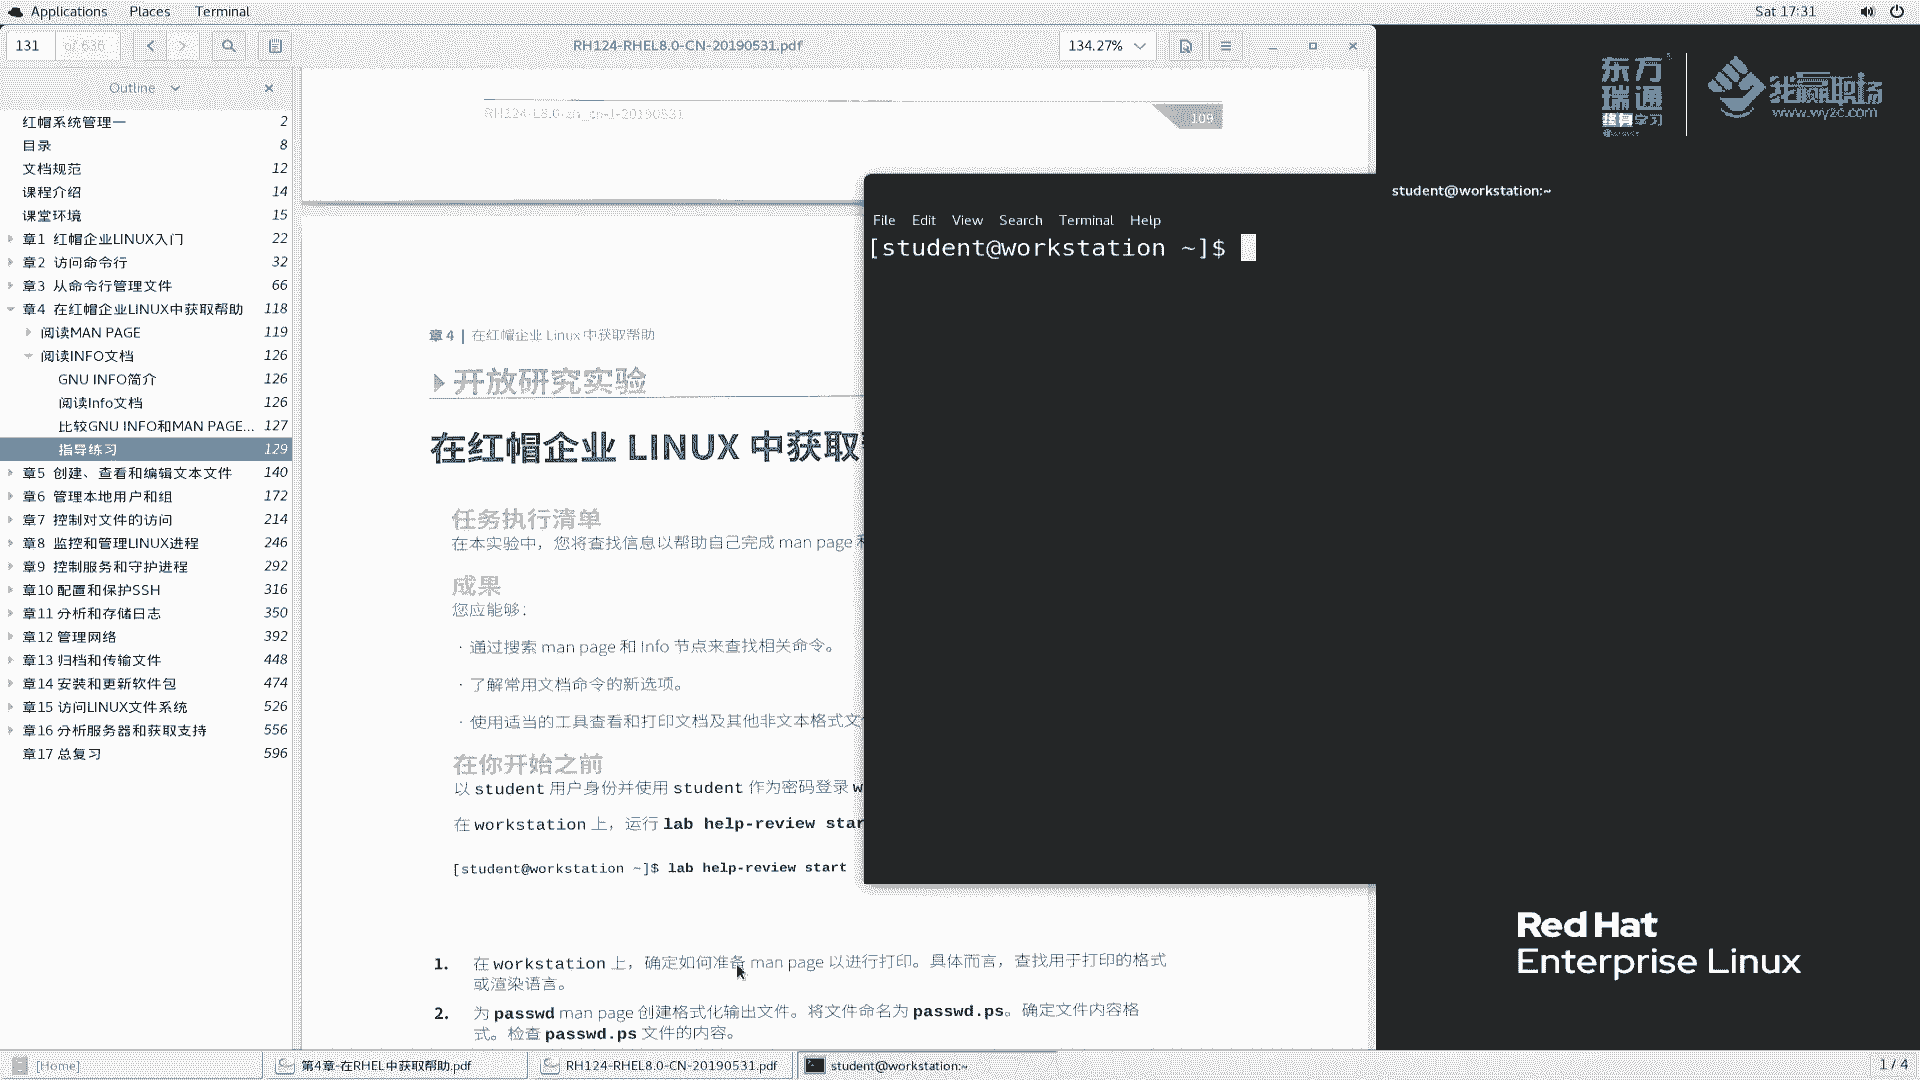 Applications Places Terminal
Sat 17:31
131 of 636
RH124-RHEL8.0-CN-20190531.pdf
134.27%
Outline
红帽系统管理一 2
目录 8
文档规范 12
课程介绍 14
课堂环境 15
章1 红帽企业LINUX入门 22
章2 访问命令行 32
章3 从命令行管理文件 66
章4 在红帽企业LINUX中获取帮助 118
阅读MAN PAGE 119
阅读INFO文档 126
GNU INFO简介 126
阅读Info文档 126
比较GNU INFO和MAN PAGE... 127
指导练习 129
章5 创建、查看和编辑文本文件 140
章6 管理本地用户和组 172
章7 控制对文件的访问 214
章8 监控和管理LINUX进程 246
章9 控制服务和守护进程 292
章10 配置和保护SSH 316
章11 分析和存储日志 350
章12 管理网络 392
章13 归档和传输文件 448
章14 安装和更新软件包 474
章15 访问LINUX文件系统 526
章16 分析服务器和获取支持 556
章17 总复习 596
RH124-L8.0-zh_cn-1-20190531
109
章 4 | 在红帽企业 Linux 中获取帮助
开放研究实验
在红帽企业 LINUX 中获取
任务执行清单
在本实验中，您将查找信息以帮助自己完成 man page
成果
您应能够：
· 通过搜索 man page 和 Info 节点来查找相关命令。
· 了解常用文档命令的新选项。
· 使用适当的工具查看和打印文档及其他非文本格式文
在你开始之前
以 student 用户身份并使用 student 作为密码登录 w
在 workstation 上，运行 lab help-review star
[student@workstation ~]$ lab help-review start
1. 在 workstation 上，确定如何准备 man page 以进行打印。具体而言，查找用于打印的格式
或渲染语言。
2. 为 passwd man page 创建格式化输出文件。将文件命名为 passwd.ps。确定文件内容格
式。检查 passwd.ps 文件的内容。
student@workstation:~
File Edit View Search Terminal Help
[student@workstation ~]$
东方
瑞通
终身学习
我赢职场
www.wy2c.com
Red Hat
Enterprise Linux
[Home]
第4章-在RHEL中获取帮助.pdf
RH124-RHEL8.0-CN-20190531.pdf
student@workstation:~
1 / 4